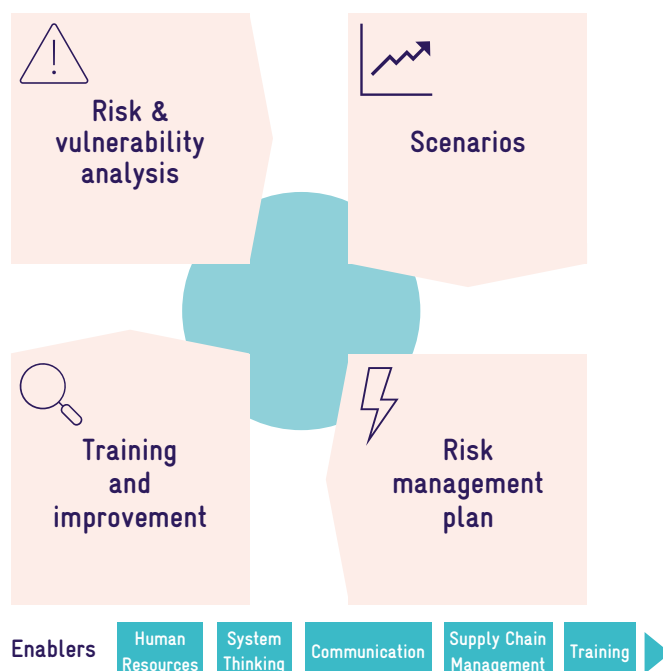 Risk &
vulnerability
analysis
Scenarios
Training
and
improvement
Risk
management
plan
Enablers
Human
Resources
System
Thinking
Communication
Supply Chain
Management
Training